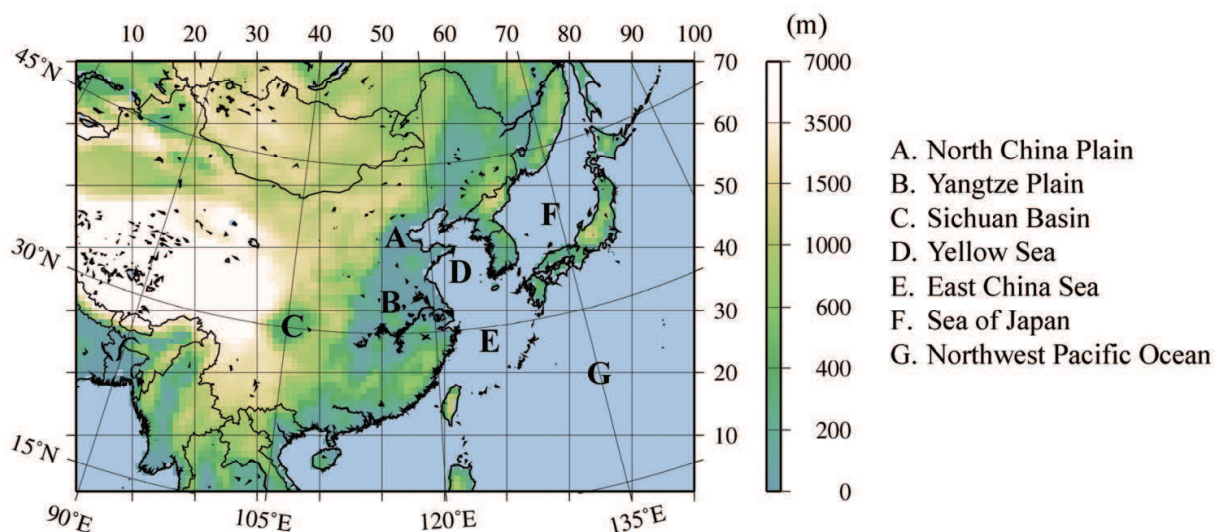 10 20 30 40 50 60 70 80 90 100 (m)
45°N 70 7000
60 3500
50 1500
30°N 40 1000
30 600
20 400
15°N 10 200
0
90°E 105°E 120°E 135°E
A
B
C
D
E
F
G
A. North China Plain
B. Yangtze Plain
C. Sichuan Basin
D. Yellow Sea
E. East China Sea
F. Sea of Japan
G. Northwest Pacific Ocean